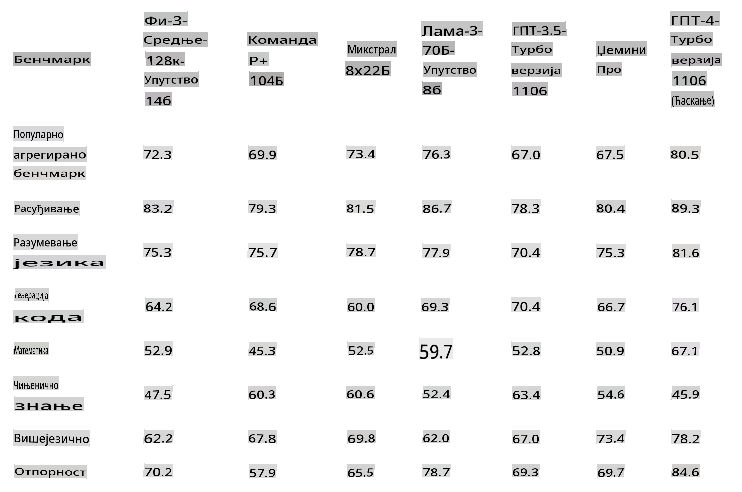 Бенчмарк
Фи-3-
Средње-
128к-
Упутство
14б
Команда
Р+
104Б
Микстрал
8x22Б
Лама-3-
70Б-
Упутство
8б
ГПТ-3.5-
Турбо
верзија
1106
Џемини
Про
ГПТ-4-
Турбо
верзија
1106
(Ћаскање)
Популарно
агрегирано
бенчмарк
72.3 69.9 73.4 76.3 67.0 67.5 80.5
Расуђивање 83.2 79.3 81.5 86.7 78.3 80.4 89.3
Разумевање
језика
75.3 75.7 78.7 77.9 70.4 75.3 81.6
Генерација
кода
64.2 68.6 60.0 69.3 70.4 66.7 76.1
Математика 52.9 45.3 52.5 59.7 52.8 50.9 67.1
Чињенично
знање
47.5 60.3 60.6 52.4 63.4 54.6 45.9
Вишејезично 62.2 67.8 69.8 62.0 67.0 73.4 78.2
Отпорност 70.2 57.9 65.5 78.7 69.3 69.7 84.6